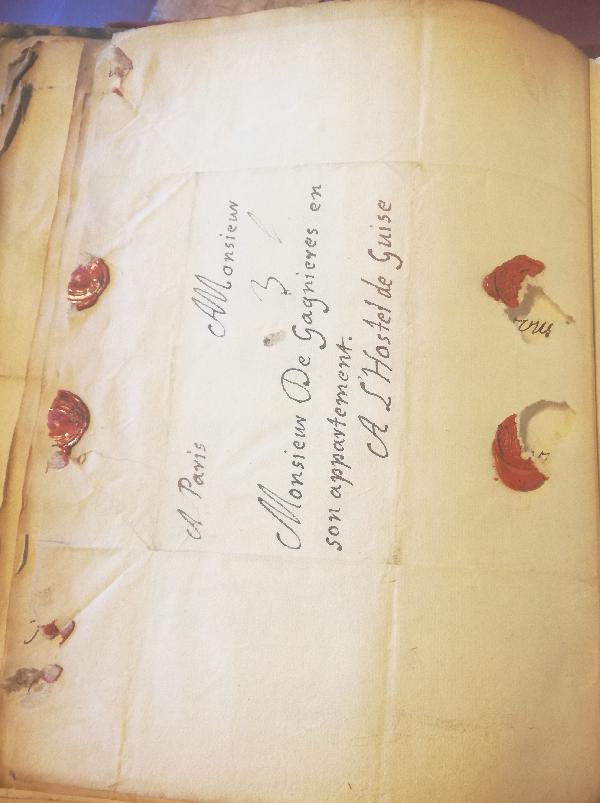 A Paris
A Monsieur
3
Monsieur De Gagnieres en
son appartement.
A L'Hostel de Guise